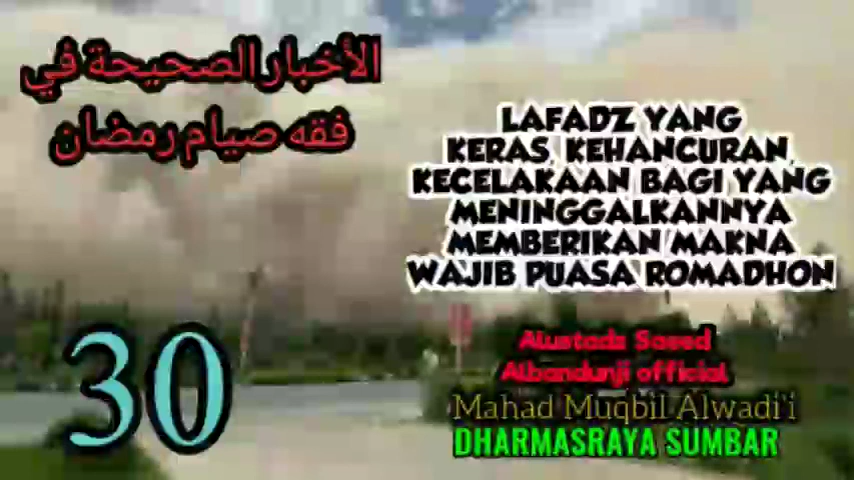 الأخبار الصحيحة في
فقه صيام رمضان
LAFADZ YANG
KERAS, KEHANCURAN,
KECELAKAAN BAGI YANG
MENINGGALKANNYA
MEMBERIKAN MAKNA
WAJIB PUASA ROMADHON
30
Alustadz Saeed
Albandunji official
Mahad Muqbil Alwadi'i
DHARMASRAYA SUMBAR